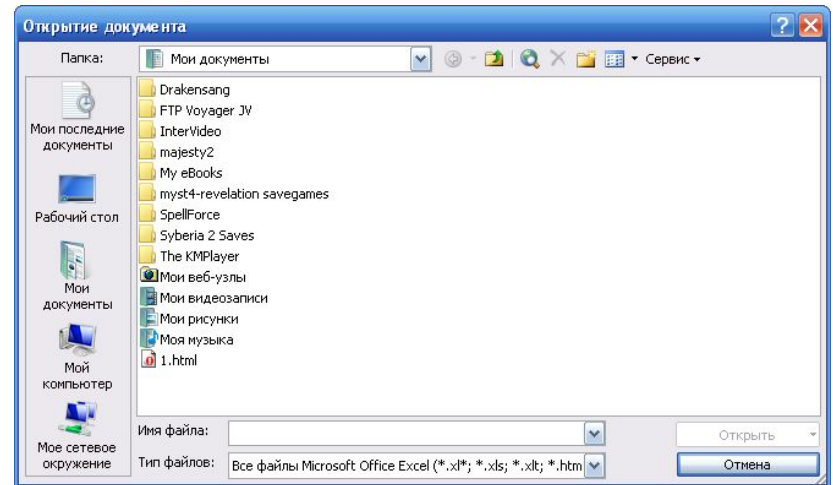 Открытие документа
Папка: Мои документы Сервис
Мои последние
документы
Рабочий стол
Мои
документы
Мой
компьютер
Мое сетевое
окружение
Drakensang
FTP Voyager JV
InterVideo
majesty2
My eBooks
myst4-revelation savegames
SpellForce
Syberia 2 Saves
The KMPlayer
Мои веб-узлы
Мои видеозаписи
Мои рисунки
Моя музыка
1.html
Имя файла: Открыть
Тип файлов: Все файлы Microsoft Office Excel (*.xl*; *.xls; *.xlt; *.htm Отмена